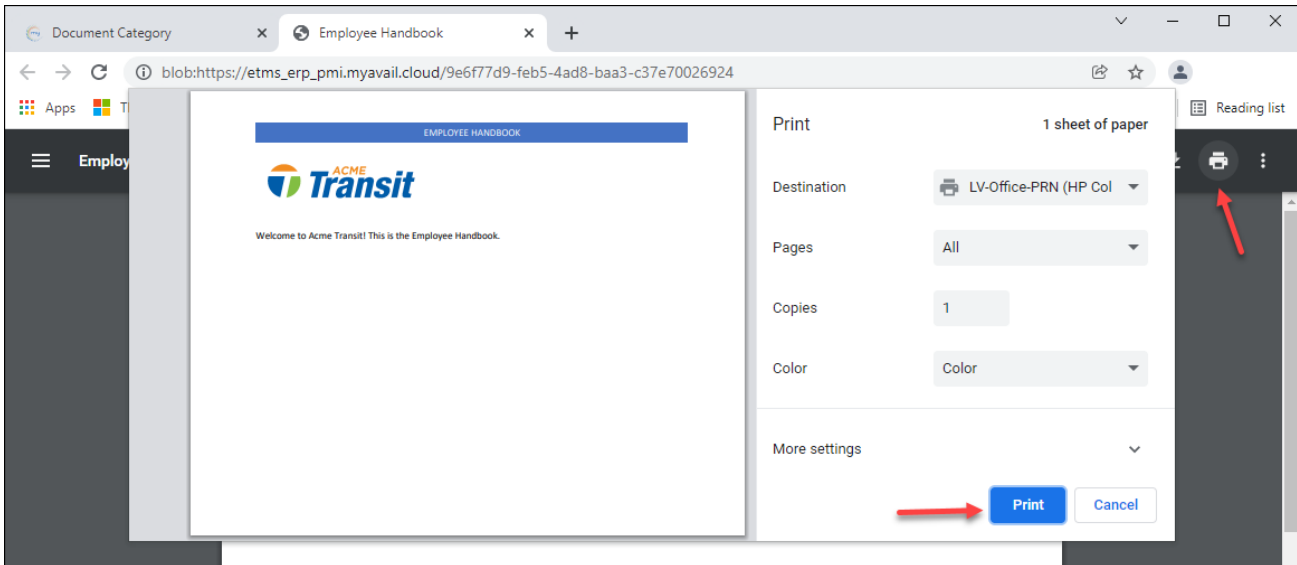 Document Category
Employee Handbook
blob:https://etms_erp_pmi.myavail.cloud/9e6f77d9-feb5-4ad8-baa3-c37e70026924
Apps
Reading list
Employ
EMPLOYEE HANDBOOK
ACME
Transit
Welcome to Acme Transit! This is the Employee Handbook.
Print 1 sheet of paper
Destination LV-Office-PRN (HP Col
Pages All
Copies 1
Color Color
More settings
Print Cancel